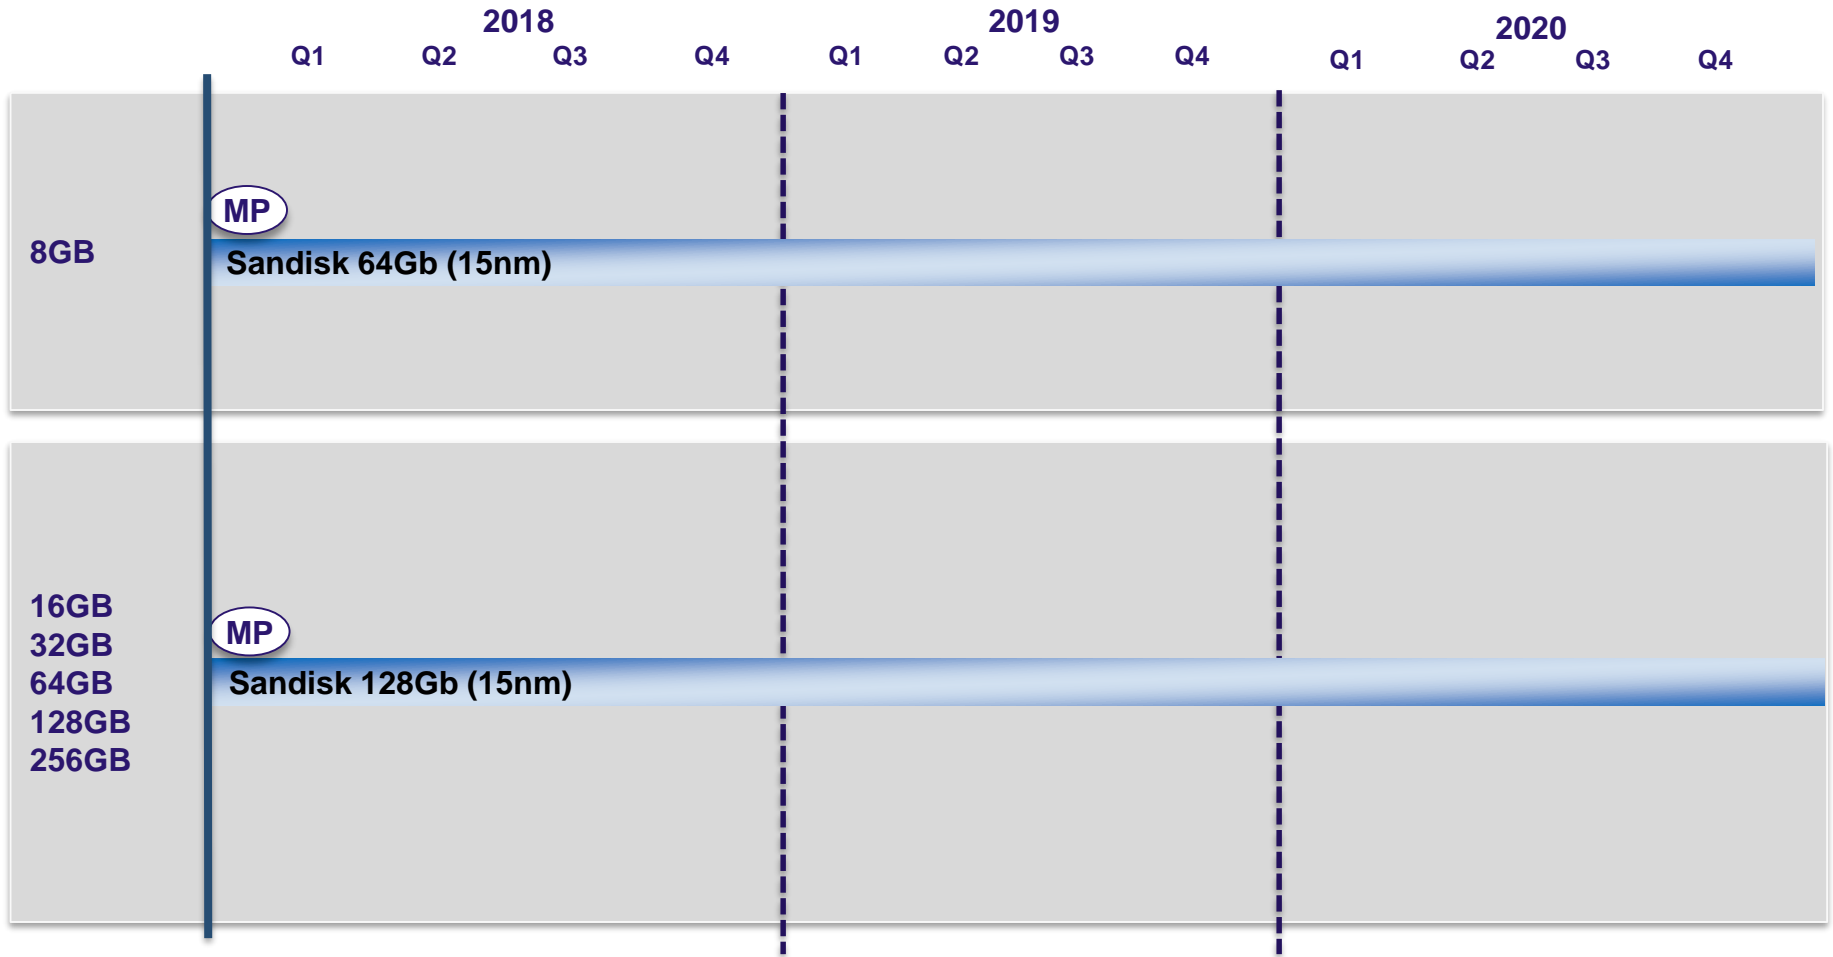 2018 2019 2020
Q1 Q2 Q3 Q4 Q1 Q2 Q3 Q4 Q1 Q2 Q3 Q4
MP
8GB
Sandisk 64Gb (15nm)
16GB
32GB
64GB
128GB
256GB
MP
Sandisk 128Gb (15nm)